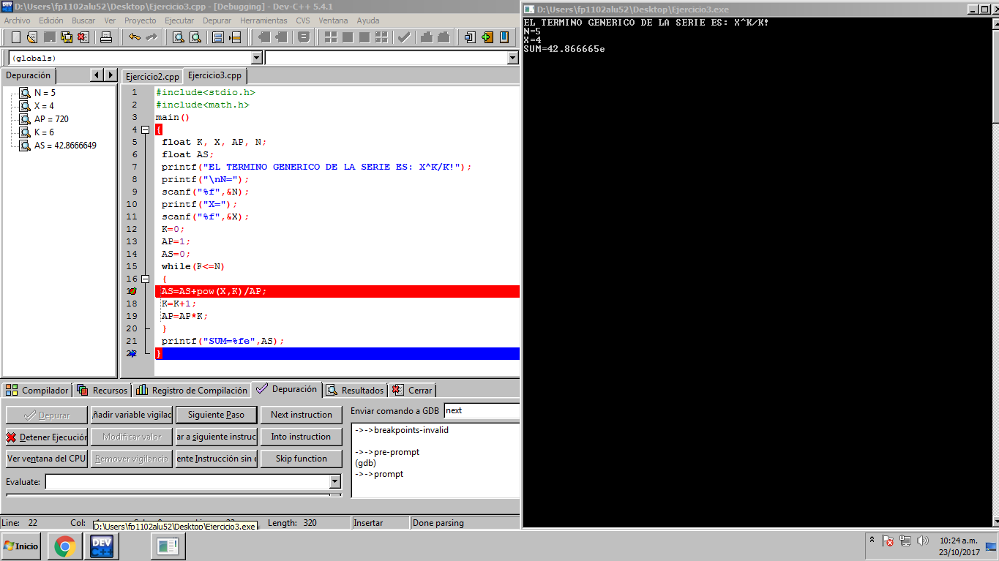 D:\Users\fp1102alu52\Desktop\Ejercicio3.cpp - [Debugging] - Dev-C++ 5.4.1
Archivo Edición Buscar Ver Proyecto Ejecutar Depurar Herramientas CVS Ventana Ayuda
(globals)
Depuración
N = 5
X = 4
AP = 720
K = 6
AS = 42.8666649
Ejercicio2.cpp Ejercicio3.cpp
1 #include<stdio.h>
2 #include<math.h>
3 main()
4 {
5 float K, X, AP, N;
6 float AS;
7 printf("EL TERMINO GENERICO DE LA SERIE ES: X^K/K!");
8 printf("\nN=");
9 scanf("%f",&N);
10 printf("X=");
11 scanf("%f",&X);
12 K=0;
13 AP=1;
14 AS=0;
15 while(K<=N)
16 {
AS=AS+pow(X,K)/AP;
18 K=K+1;
19 AP=AP*K;
20 }
21 printf("SUM=%fe",AS);
22 }
Compilador Recursos Registro de Compilación Depuración Resultados Cerrar
Depurar ñadir variable vigilac Siguiente Paso Next instruction
Detener Ejecución Modificar valor ar a siguiente instruc Into instruction
Ver ventana del CPU Remover vigilancia ente Instrucción sin e Skip function
Evaluate:
Enviar comando a GDB next
->->breakpoints-invalid
->->pre-prompt
(gdb)
->->prompt
Line: 22 Col: Length: 320 Insertar Done parsing
D:\Users\fp1102alu52\Desktop\Ejercicio3.exe
D:\Users\fp1102alu52\Desktop\Ejercicio3.exe
EL TERMINO GENERICO DE LA SERIE ES: X^K/K!
N=5
X=4
SUM=42.866665e
Inicio
DEV C++
10:24 a.m.
23/10/2017